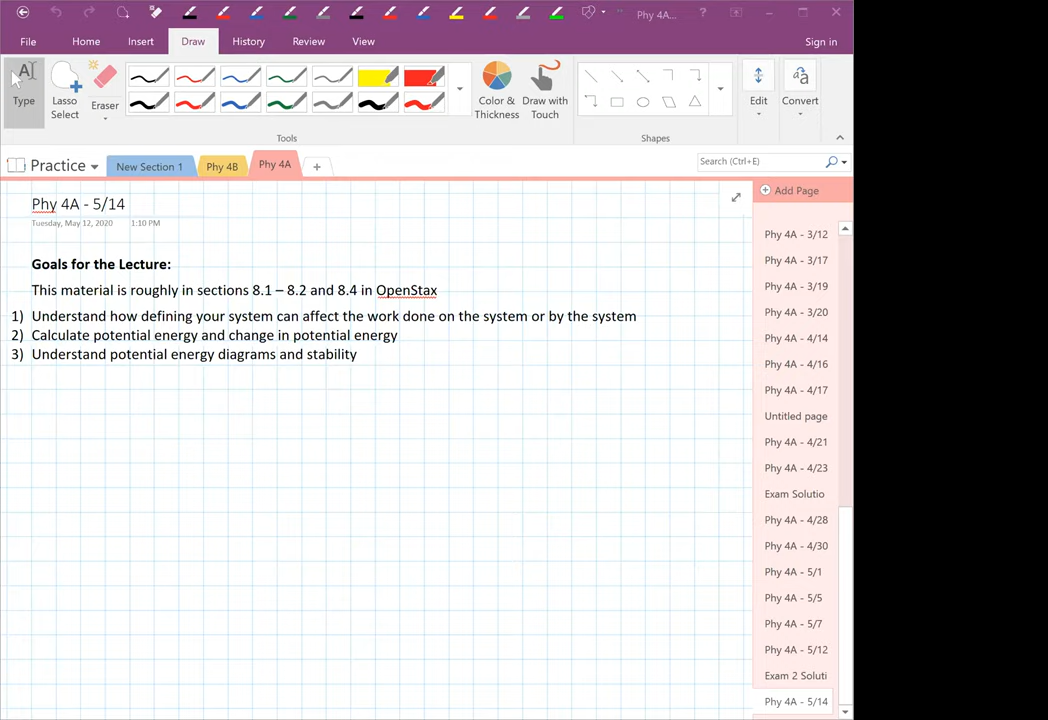 Phy 4A...
?
File
Home
Insert
Draw
History
Review
View
Sign in
Type
Lasso
Select
Eraser
Color &
Thickness
Draw with
Touch
Edit
Convert
Tools
Shapes
Practice
New Section 1
Phy 4B
Phy 4A
+
Search (Ctrl+E)
Phy 4A - 5/14
Tuesday, May 12, 2020 1:10 PM
Goals for the Lecture:
This material is roughly in sections 8.1 – 8.2 and 8.4 in OpenStax
1) Understand how defining your system can affect the work done on the system or by the system
2) Calculate potential energy and change in potential energy
3) Understand potential energy diagrams and stability
Add Page
Phy 4A - 3/12
Phy 4A - 3/17
Phy 4A - 3/19
Phy 4A - 3/20
Phy 4A - 4/14
Phy 4A - 4/16
Phy 4A - 4/17
Untitled page
Phy 4A - 4/21
Phy 4A - 4/23
Exam Solutio
Phy 4A - 4/28
Phy 4A - 4/30
Phy 4A - 5/1
Phy 4A - 5/5
Phy 4A - 5/7
Phy 4A - 5/12
Exam 2 Soluti
Phy 4A - 5/14